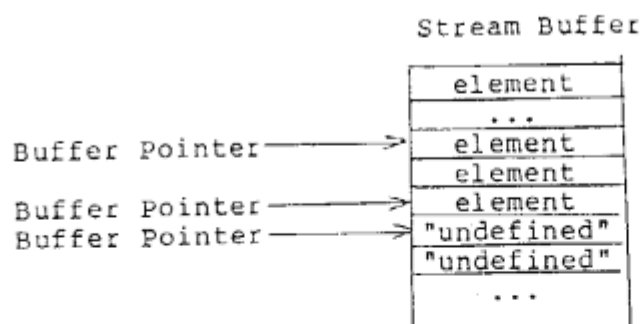 Stream Buffer
element
...
Buffer Pointer element
element
Buffer Pointer element
Buffer Pointer "undefined"
"undefined"
...